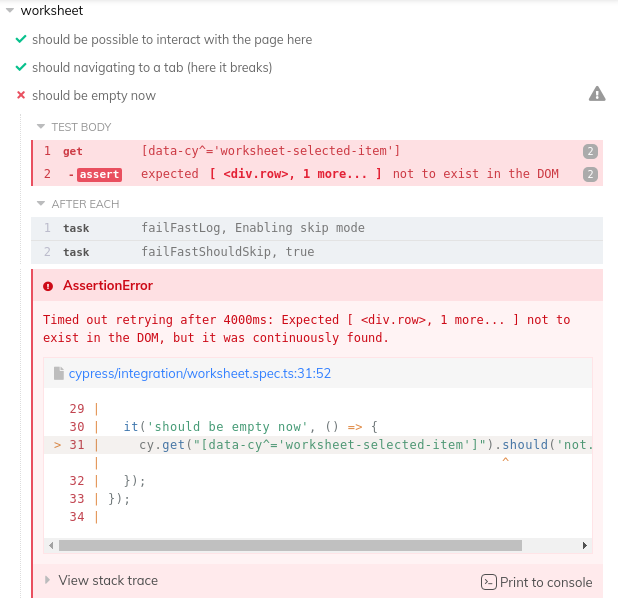 worksheet
should be possible to interact with the page here
should navigating to a tab (here it breaks)
should be empty now
TEST BODY
1 get [data-cy^='worksheet-selected-item'] 2
2 -assert expected [ <div.row>, 1 more... ] not to exist in the DOM 2
AFTER EACH
1 task failFastLog, Enabling skip mode
2 task failFastShouldSkip, true
AssertionError
Timed out retrying after 4000ms: Expected [ <div.row>, 1 more... ] not to
exist in the DOM, but it was continuously found.
cypress/integration/worksheet.spec.ts:31:52
29 |
30 | it('should be empty now', () => {
> 31 | cy.get("[data-cy^='worksheet-selected-item']").should('not.
| ^
32 | });
33 | });
34 |
View stack trace
Print to console